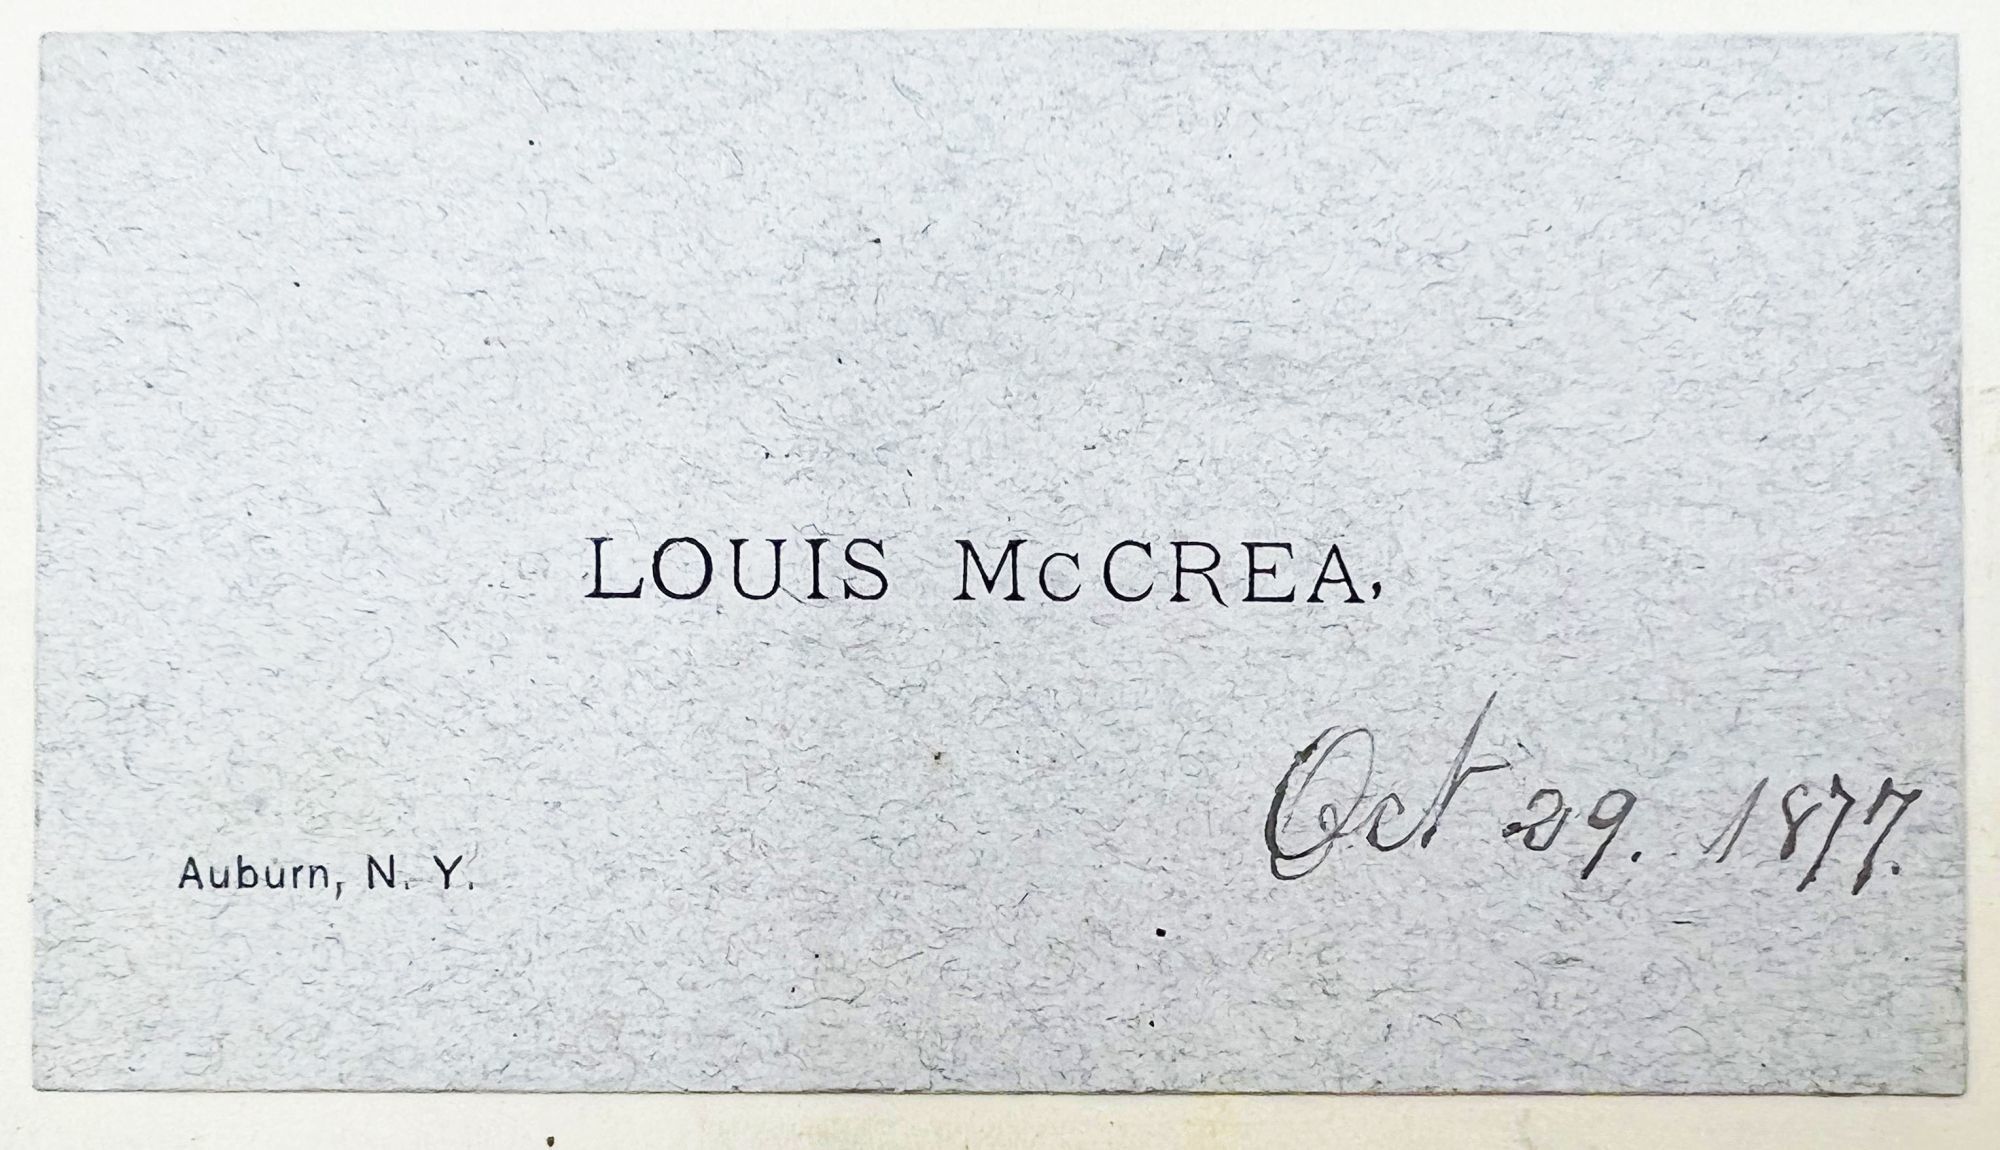 LOUIS McCREA,
Oct 29. 1877.
Auburn, N. Y.